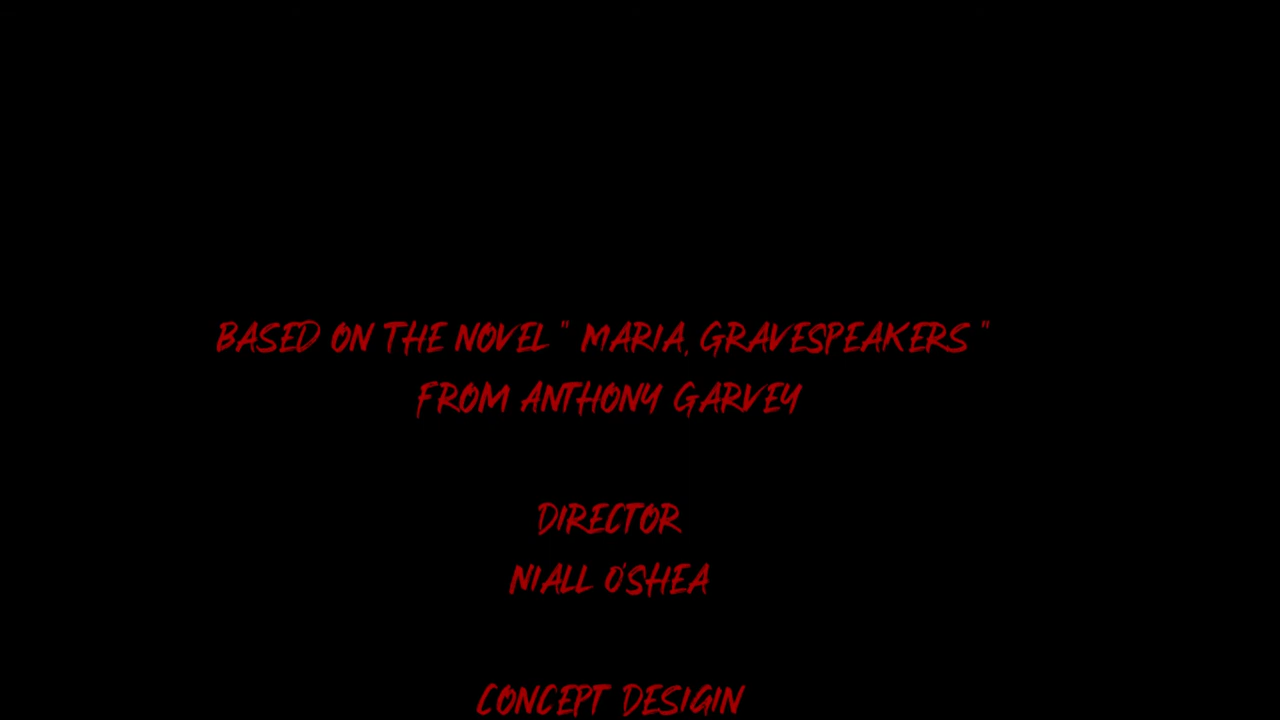 BASED ON THE NOVEL " MARIA, GRAVESPEAKERS "
FROM ANTHONY GARVEY
DIRECTOR
NIALL O'SHEA
CONCEPT DESIGIN